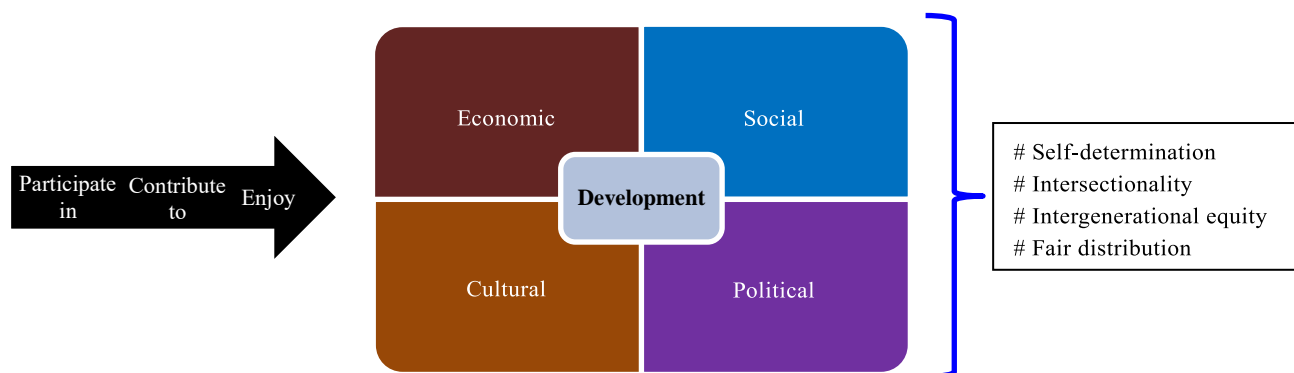 Participate
in
Contribute
to
Enjoy
Economic
Social
Development
Cultural
Political
# Self-determination
# Intersectionality
# Intergenerational equity
# Fair distribution